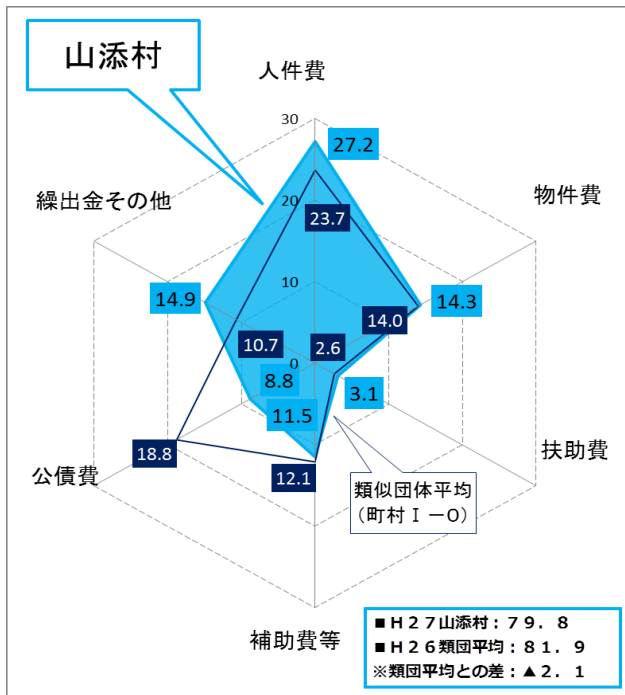 山添村
人件費
30
27.2
物件費
繰出金その他
20
23.7
14.9
14.3
10
14.0
10.7
2.6
0
8.8
3.1
11.5
扶助費
18.8
12.1
公債費
類似団体平均
(町村Ⅰ－0)
補助費等
■H27山添村：79．8
■H26類団平均：81．9
※類団平均との差：▲2．1